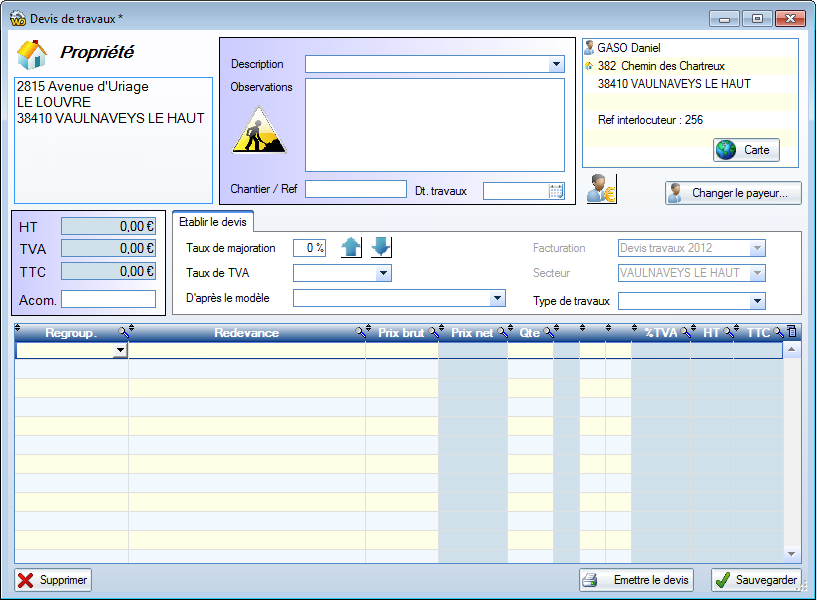 Devis de travaux *
Propriété
2815 Avenue d'Uriage
LE LOUVRE
38410 VAULNAVEYS LE HAUT
Description
Observations
Chantier / Ref
Dt. travaux
GASO Daniel
382 Chemin des Chartreux
38410 VAULNAVEYS LE HAUT
Ref interlocuteur : 256
Carte
Changer le payeur...
HT 0,00 €
TVA 0,00 €
TTC 0,00 €
Acom.
Etablir le devis
Taux de majoration 0 %
Taux de TVA
D'après le modèle
Facturation Devis travaux 2012
Secteur VAULNAVEYS LE HAUT
Type de travaux
Regroup. Redevance Prix brut Prix net Qte %TVA HT TTC
Supprimer
Emettre le devis
Sauvegarder